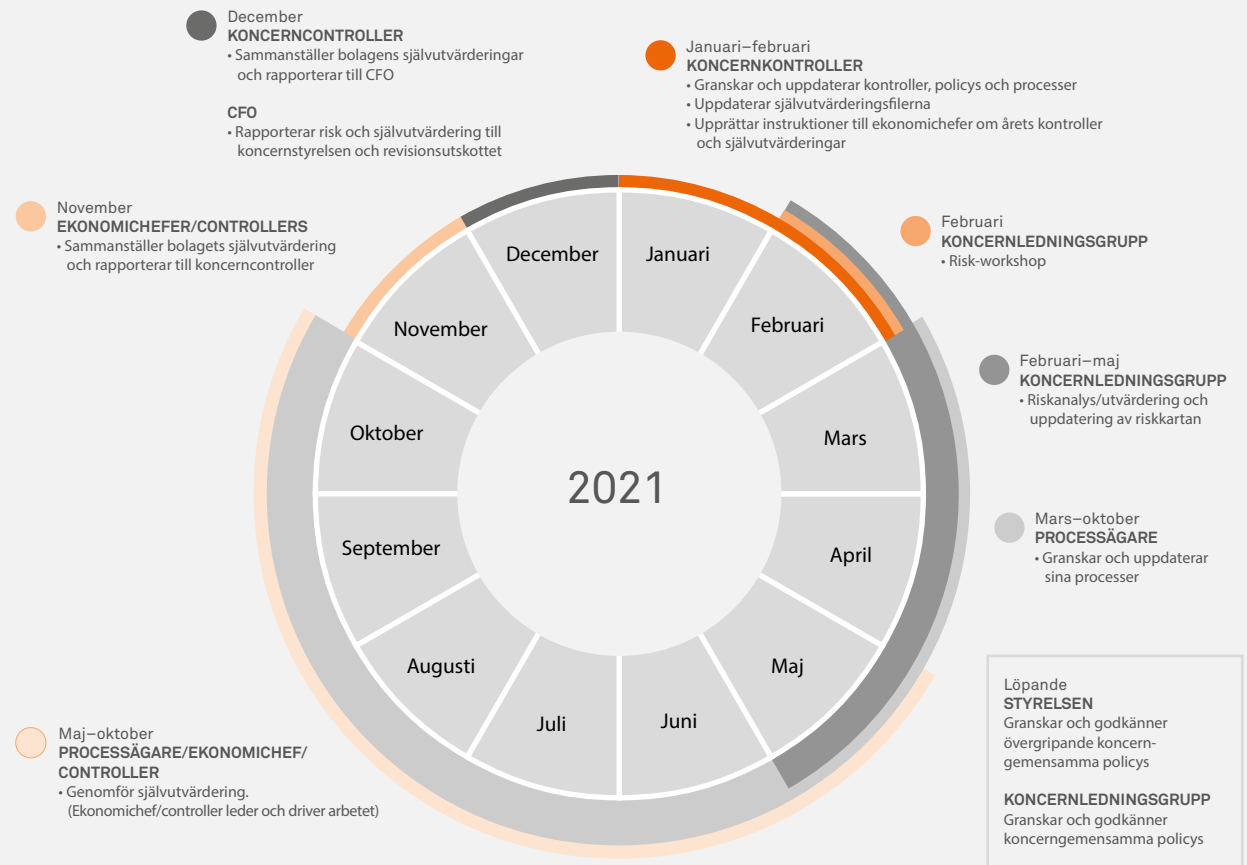 December
KONCERNCONTROLLER
• Sammanställer bolagens självutvärderingar
och rapporterar till CFO
CFO
• Rapporterar risk och självutvärdering till
koncernstyrelsen och revisionsutskottet
Januari–februari
KONCERNKONTROLLER
• Granskar och uppdaterar kontroller, policys och processer
• Uppdaterar självutvärderingsfilerna
• Upprättar instruktioner till ekonomichefer om årets kontroller
och självutvärderingar
November
EKONOMICHEFER/CONTROLLERS
• Sammanställer bolagets självutvärdering
och rapporterar till koncerncontroller
Februari
KONCERNLEDNINGSGRUPP
• Risk-workshop
Februari–maj
KONCERNLEDNINGSGRUPP
• Riskanalys/utvärdering och
uppdatering av riskkartan
Mars–oktober
PROCESSÄGARE
• Granskar och uppdaterar
sina processer
Maj–oktober
PROCESSÄGARE/EKONOMICHEF/
CONTROLLER
• Genomför självutvärdering.
(Ekonomichef/controller leder och driver arbetet)
Januari
Februari
Mars
April
Maj
Juni
Juli
Augusti
September
Oktober
November
December
2021
Löpande
STYRELSEN
Granskar och godkänner
övergripande koncern-
gemensamma policys
KONCERNLEDNINGSGRUPP
Granskar och godkänner
koncerngemensamma policys